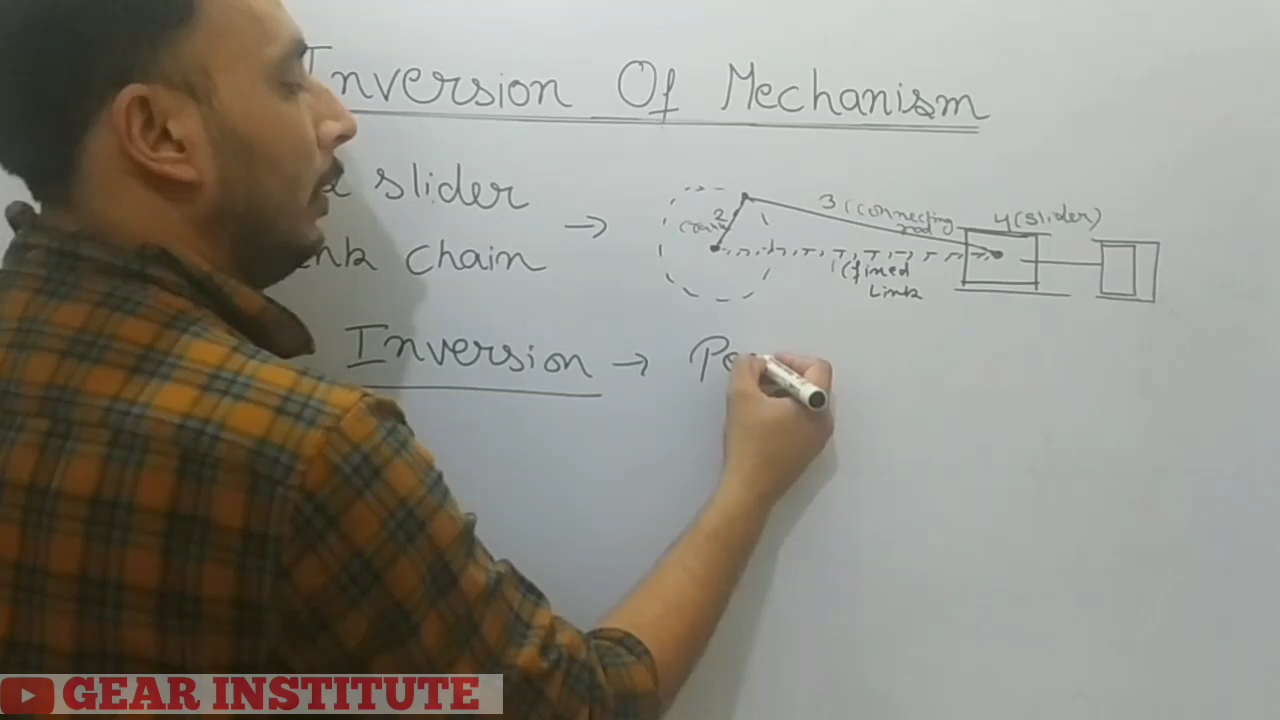 Inversion Of Mechanism
slider
chain
→
2
3 (connecting
rod
4 (slider)
1 (fixed
Link
Inversion →
GEAR INSTITUTE